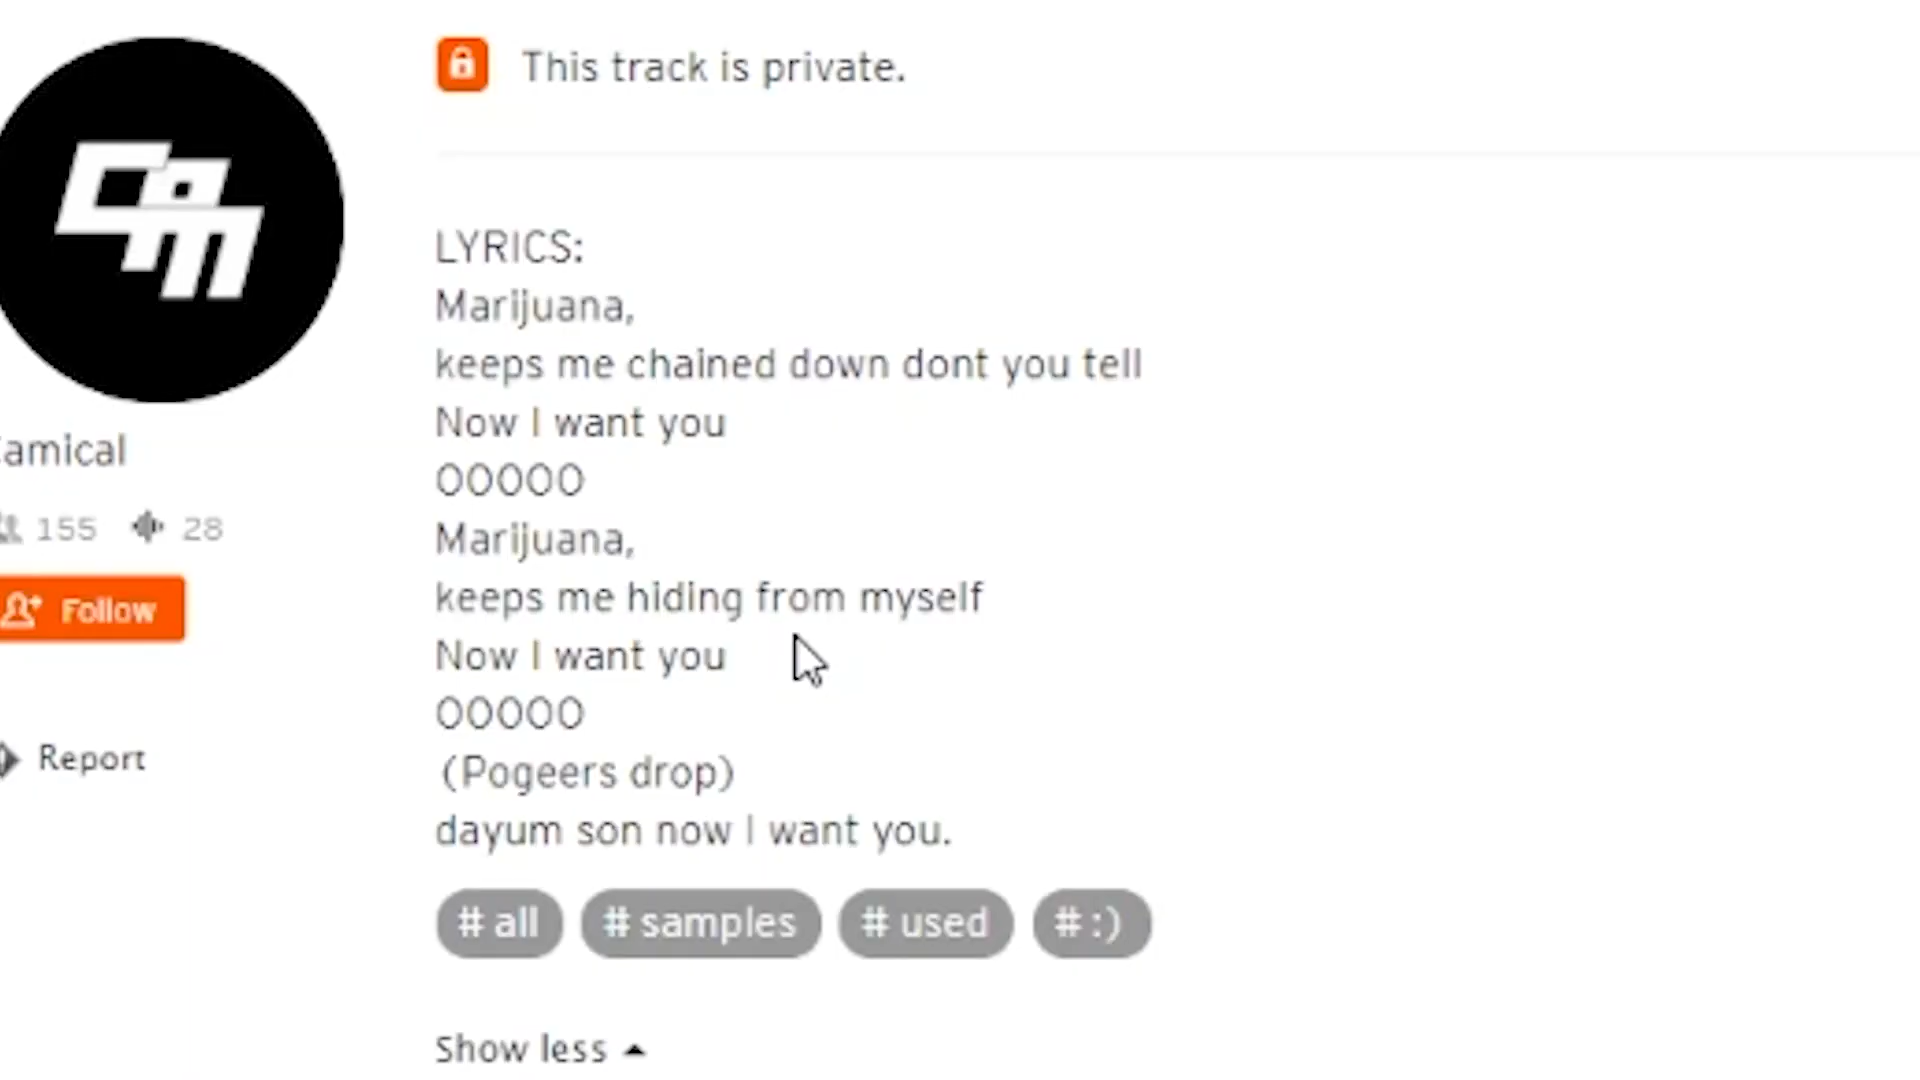 This track is private.
cam
amical
155 28
Follow
Report
LYRICS:
Marijuana,
keeps me chained down dont you tell
Now I want you
OOOOO
Marijuana,
keeps me hiding from myself
Now I want you
OOOOO
(Pogeers drop)
dayum son now I want you.
# all # samples # used # :)
Show less